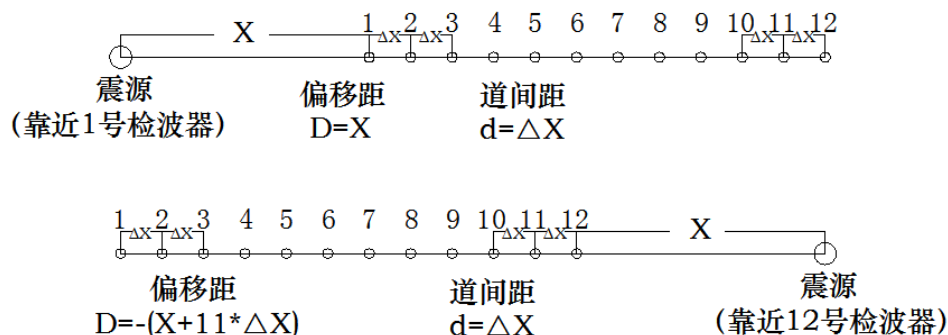 X 1 2 3 4 5 6 7 8 9 10 11 12
ΔX ΔX ΔX ΔX
震源 偏移距 道间距
(靠近1号检波器) D=X d=△X
1 2 3 4 5 6 7 8 9 10 11 12 X
ΔX ΔX ΔX ΔX
偏移距 道间距 震源
D=-(X+11*△X) d=△X (靠近12号检波器)